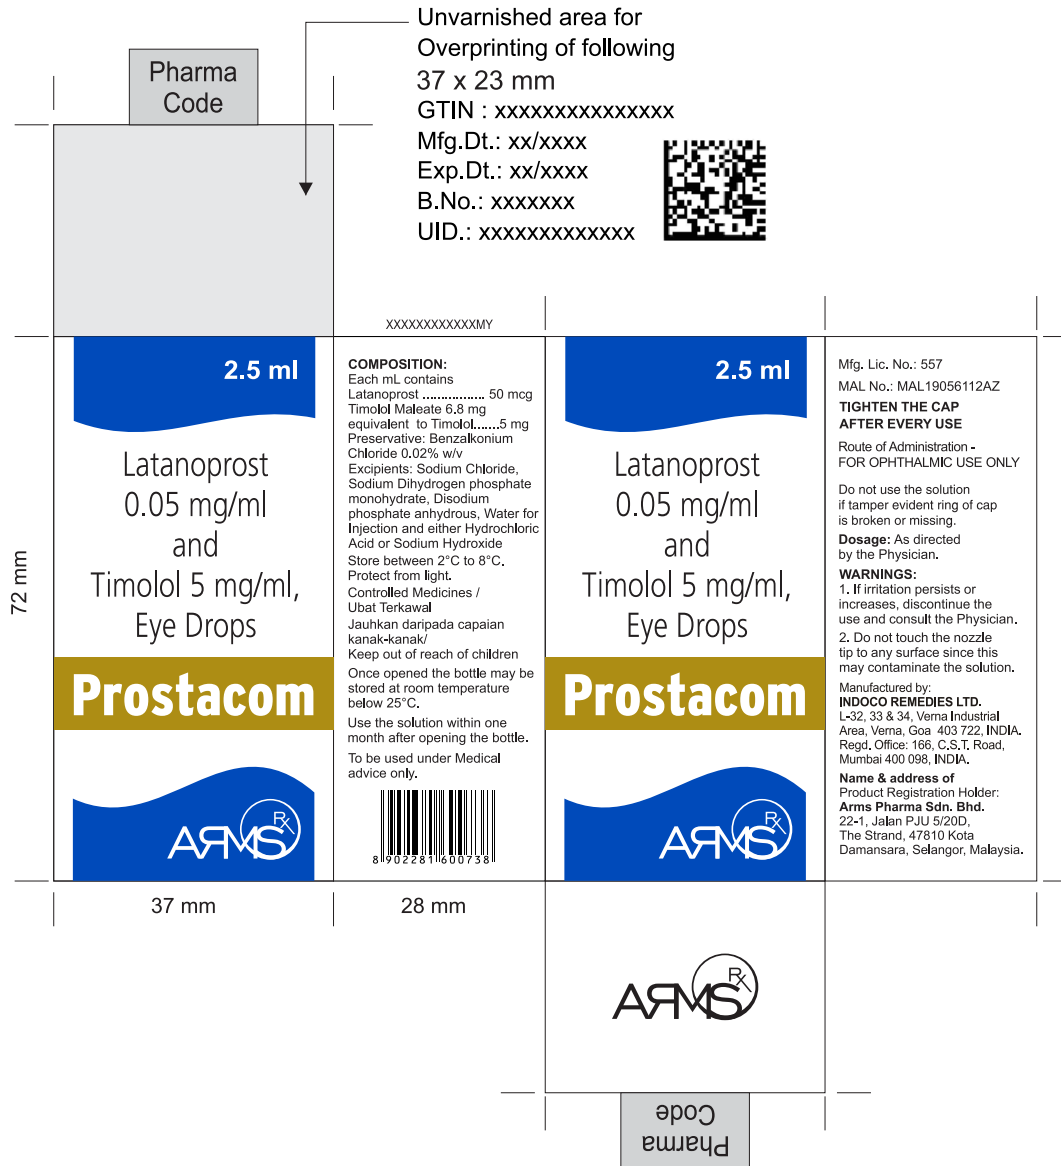 Unvarnished area for
Overprinting of following
37 x 23 mm
GTIN : xxxxxxxxxxxxxxx
Mfg.Dt.: xx/xxxx
Exp.Dt.: xx/xxxx
B.No.: xxxxxxx
UID.: xxxxxxxxxxxxx
Pharma
Code
72 mm
2.5 ml
Latanoprost
0.05 mg/ml
and
Timolol 5 mg/ml,
Eye Drops
Prostacom
ARMS Rx
37 mm
XXXXXXXXXXXXMY
COMPOSITION:
Each mL contains
Latanoprost .................. 50 mcg
Timolol Maleate 6.8 mg
equivalent to Timolol.......5 mg
Preservative: Benzalkonium
Chloride 0.02% w/v
Excipients: Sodium Chloride,
Sodium Dihydrogen phosphate
monohydrate, Disodium
phosphate anhydrous, Water for
Injection and either Hydrochloric
Acid or Sodium Hydroxide
Store between 2°C to 8°C.
Protect from light.
Controlled Medicines /
Ubat Terkawal
Jauhkan daripada capaian
kanak-kanak/
Keep out of reach of children
Once opened the bottle may be
stored at room temperature
below 25°C.
Use the solution within one
month after opening the bottle.
To be used under Medical
advice only.
8 902281 600738
28 mm
2.5 ml
Latanoprost
0.05 mg/ml
and
Timolol 5 mg/ml,
Eye Drops
Prostacom
ARMS Rx
Mfg. Lic. No.: 557
MAL No.: MAL19056112AZ
TIGHTEN THE CAP
AFTER EVERY USE
Route of Administration -
FOR OPHTHALMIC USE ONLY
Do not use the solution
if tamper evident ring of cap
is broken or missing.
Dosage: As directed
by the Physician.
WARNINGS:
1. If irritation persists or
increases, discontinue the
use and consult the Physician.
2. Do not touch the nozzle
tip to any surface since this
may contaminate the solution.
Manufactured by:
INDOCO REMEDIES LTD.
L-32, 33 & 34, Verna Industrial
Area, Verna, Goa 403 722, INDIA.
Regd. Office: 166, C.S.T. Road,
Mumbai 400 098, INDIA.
Name & address of
Product Registration Holder:
Arms Pharma Sdn. Bhd.
22-1, Jalan PJU 5/20D,
The Strand, 47810 Kota
Damansara, Selangor, Malaysia.
ARMS Rx
Pharma
Code